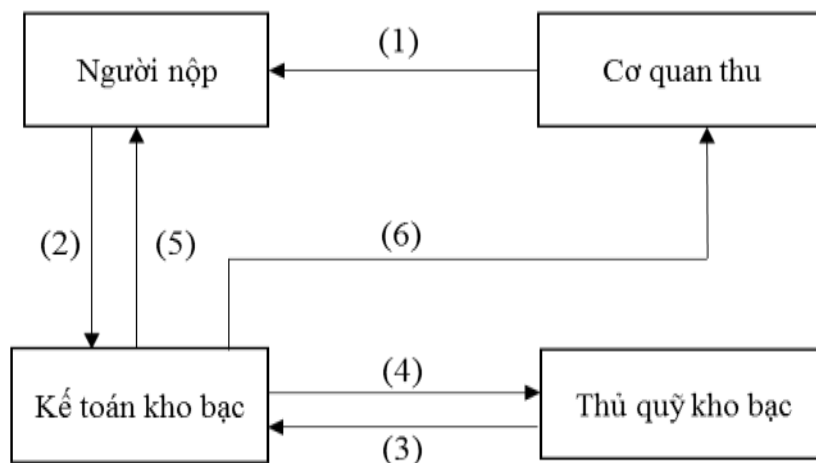 (1)
Người nộp
Cơ quan thu
(2)
(5)
(6)
Kế toán kho bạc
(4)
(3)
Thủ quỹ kho bạc